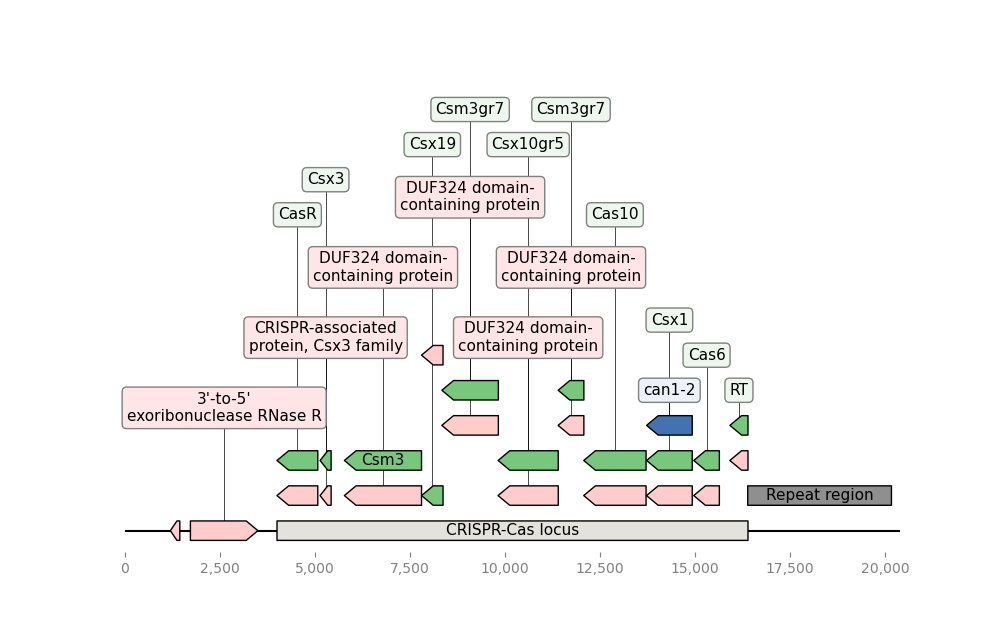 Csm3gr7
Csm3gr7
Csx19
Csx10gr5
Csx3
DUF324 domain-
containing protein
CasR
Cas10
DUF324 domain-
containing protein
DUF324 domain-
containing protein
Csx1
CRISPR-associated
protein, Csx3 family
DUF324 domain-
containing protein
Cas6
can1-2
RT
3'-to-5'
exoribonuclease RNase R
Csm3
Repeat region
CRISPR-Cas locus
0
2,500
5,000
7,500
10,000
12,500
15,000
17,500
20,000